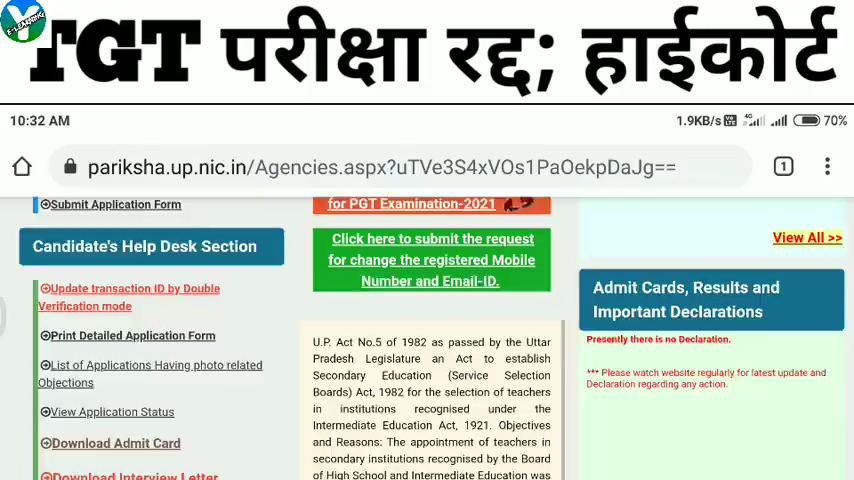 E-LEARNING
TGT परीक्षा रद्द; हाईकोर्ट
10:32 AM
1.9KB/s
4G
70%
pariksha.up.nic.in/Agencies.aspx?uTVe3S4xVOs1PaOekpDaJg==
1
Submit Application Form
Candidate's Help Desk Section
Update transaction ID by Double
Verification mode
Print Detailed Application Form
List of Applications Having photo related
Objections
View Application Status
Download Admit Card
Download Interview Letter
for PGT Examination-2021
Click here to submit the request
for change the registered Mobile
Number and Email-ID.
U.P. Act No.5 of 1982 as passed by the Uttar
Pradesh Legislature an Act to establish
Secondary Education (Service Selection
Boards) Act, 1982 for the selection of teachers
in institutions recognised under the
Intermediate Education Act, 1921. Objectives
and Reasons: The appointment of teachers in
secondary institutions recognised by the Board
of High School and Intermediate Education was
View All >>
Admit Cards, Results and
Important Declarations
Presently there is no Declaration.
*** Please watch website regularly for latest update and
Declaration regarding any action.